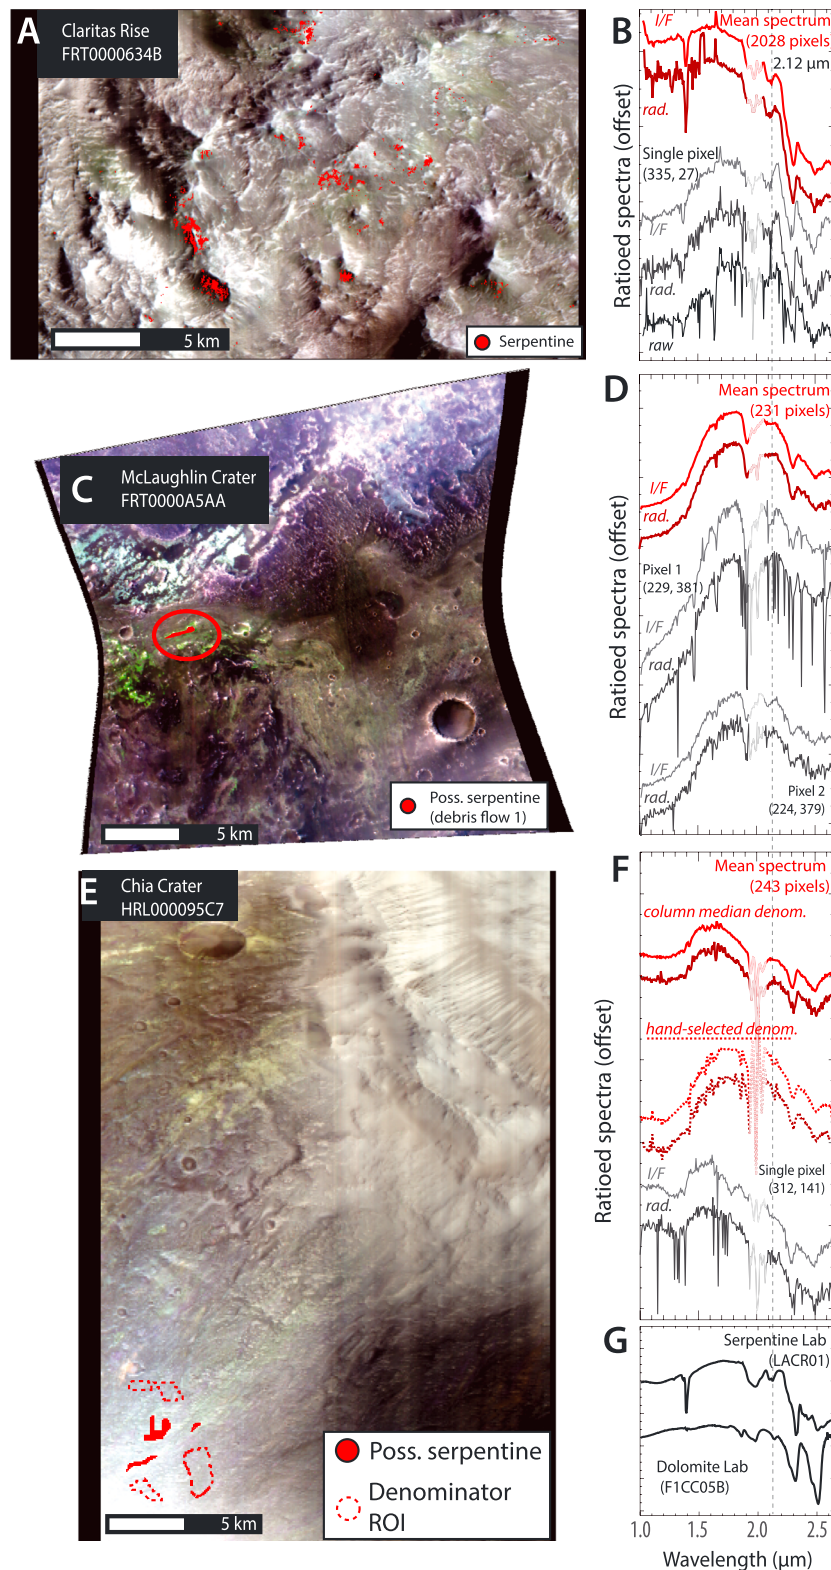 A
Claritas Rise
FRT0000634B
5 km
Serpentine
B
I/F
Mean spectrum
(2028 pixels
2.12 µm
rad.
Single pixel
(335, 27)
I/F
rad.
raw
Ratioed spectra (offset)
C
McLaughlin Crater
FRT0000A5AA
5 km
Poss. serpentine
(debris flow 1)
D
Mean spectrum
(231 pixels)
I/F
rad.
Pixel 1
(229, 381)
I/F
rad.
I/F
rad.
Pixel 2
(224, 379)
Ratioed spectra (offset)
E
Chia Crater
HRL000095C7
5 km
Poss. serpentine
Denominator
ROI
F
Mean spectrum
(243 pixels)
column median denom.
hand-selected denom.
Single pixel
(312, 141)
I/F
rad.
Ratioed spectra (offset)
G
Serpentine Lab
(LACR01)
Dolomite Lab
(F1CC05B)
1.0 1.5 2.0 2.5
Wavelength (µm)